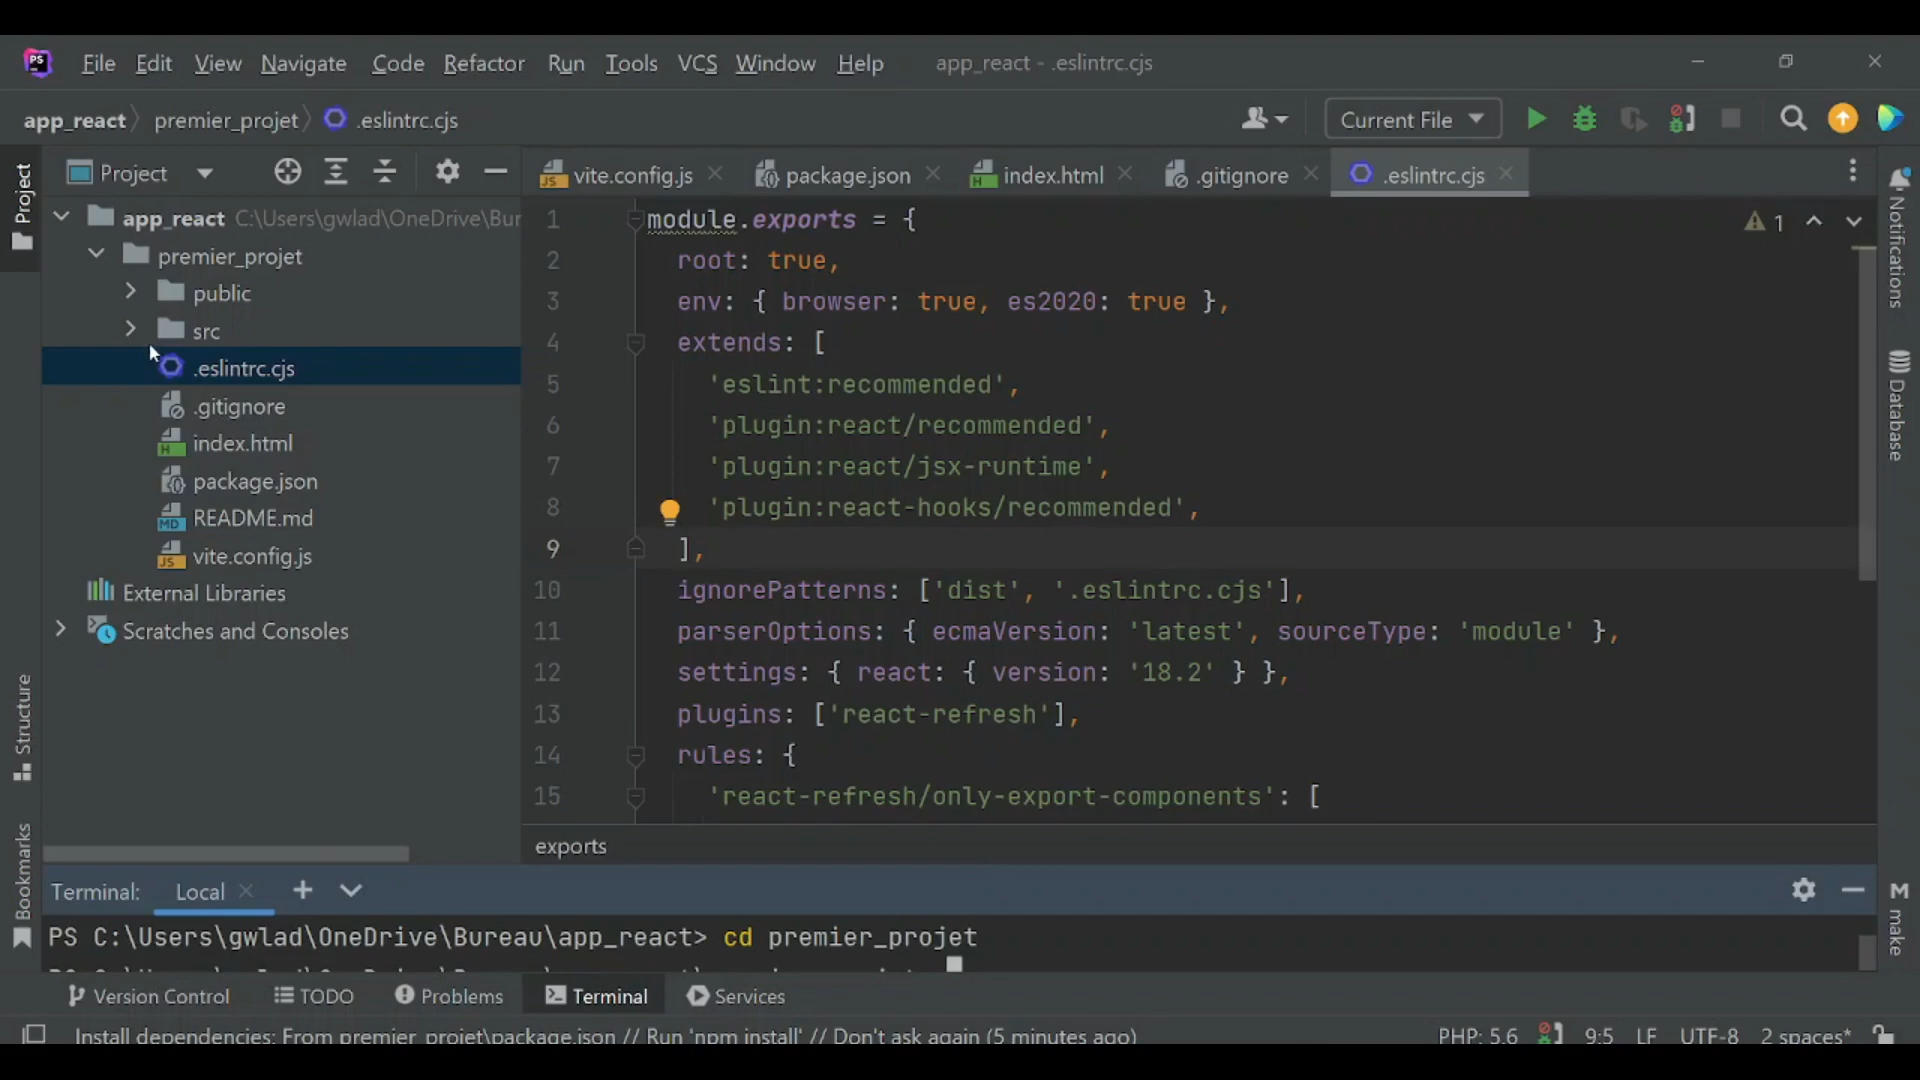 PS File Edit View Navigate Code Refactor Run Tools VCS Window Help app_react - .eslintrc.cjs
app_react premier_projet .eslintrc.cjs Current File
Project
Project
vite.config.js package.json index.html .gitignore .eslintrc.cjs
app_react C:\Users\gwlad\OneDrive\Bur
premier_projet
public
src
.eslintrc.cjs
.gitignore
index.html
package.json
README.md
vite.config.js
External Libraries
Scratches and Consoles
Structure
Bookmarks
1 module.exports = {
2 root: true,
3 env: { browser: true, es2020: true },
4 extends: [
5 'eslint:recommended',
6 'plugin:react/recommended',
7 'plugin:react/jsx-runtime',
8 'plugin:react-hooks/recommended',
9 ],
10 ignorePatterns: ['dist', '.eslintrc.cjs'],
11 parserOptions: { ecmaVersion: 'latest', sourceType: 'module' },
12 settings: { react: { version: '18.2' } },
13 plugins: ['react-refresh'],
14 rules: {
15 'react-refresh/only-export-components': [
1
Notifications
Database
make
exports
Terminal: Local
PS C:\Users\gwlad\OneDrive\Bureau\app_react> cd premier_projet
Version Control TODO Problems Terminal Services
Install dependencies: From premier_projet\package.json // Run 'npm install' // Don't ask again (5 minutes ago) PHP: 5.6 9:5 LF UTF-8 2 spaces*